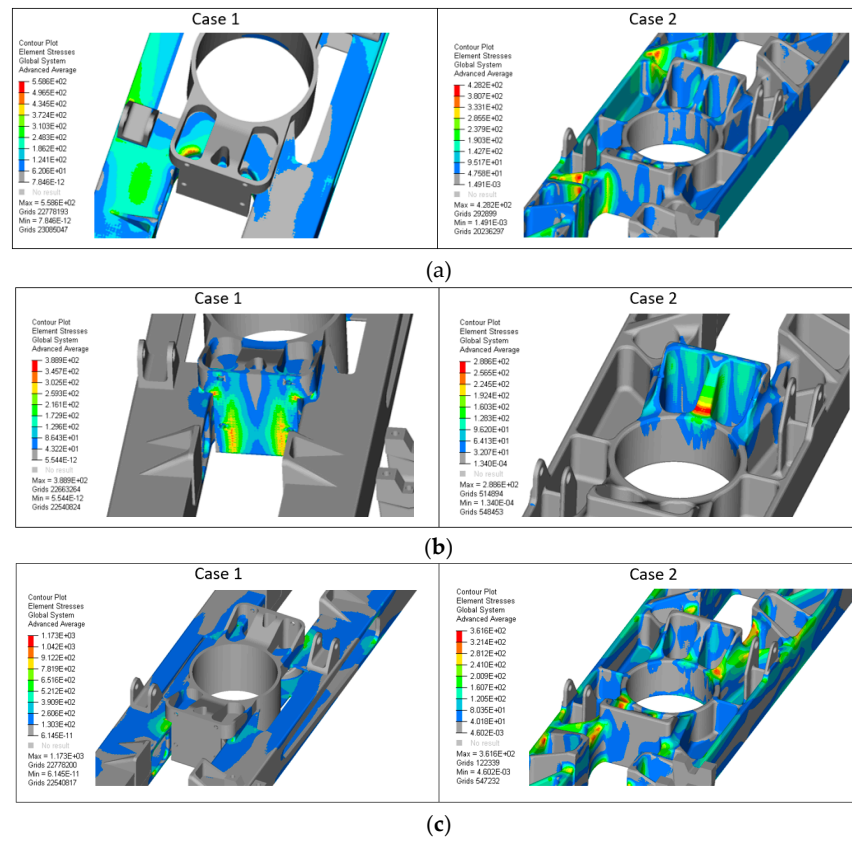 Case 1
Case 2
Contour Plot
Element Stresses
Global System
Advanced Average
5.586E+02
4.965E+02
4.345E+02
3.724E+02
3.103E+02
2.483E+02
1.862E+02
1.241E+02
6.206E+01
7.846E-12
No result
Max = 5.586E+02
Grids 22778193
Min = 7.846E-12
Grids 23085047
Contour Plot
Element Stresses
Global System
Advanced Average
4.282E+02
3.807E+02
3.331E+02
2.855E+02
2.379E+02
1.903E+02
1.427E+02
9.517E+01
4.758E+01
1.491E-03
No result
Max = 4.282E+02
Grids 292899
Min = 1.491E-03
Grids 20236297
(a)
Case 1
Case 2
Contour Plot
Element Stresses
Global System
Advanced Average
3.889E+02
3.457E+02
3.025E+02
2.593E+02
2.161E+02
1.729E+02
1.296E+02
8.643E+01
4.322E+01
5.544E-12
No result
Max = 3.889E+02
Grids 22663264
Min = 5.544E-12
Grids 22540824
Contour Plot
Element Stresses
Global System
Advanced Average
2.886E+02
2.565E+02
2.245E+02
1.924E+02
1.603E+02
1.283E+02
9.620E+01
6.413E+01
3.207E+01
1.340E-04
No result
Max = 2.886E+02
Grids 514894
Min = 1.340E-04
Grids 548453
(b)
Case 1
Case 2
Contour Plot
Element Stresses
Global System
Advanced Average
1.173E+03
1.042E+03
9.122E+02
7.819E+02
6.516E+02
5.212E+02
3.909E+02
2.606E+02
1.303E+02
6.145E-11
No result
Max = 1.173E+03
Grids 22778200
Min = 6.145E-11
Grids 22540817
Contour Plot
Element Stresses
Global System
Advanced Average
3.616E+02
3.214E+02
2.812E+02
2.410E+02
2.009E+02
1.607E+02
1.205E+02
8.035E+01
4.018E+01
4.602E-03
No result
Max = 3.616E+02
Grids 122339
Min = 4.602E-03
Grids 547232
(c)